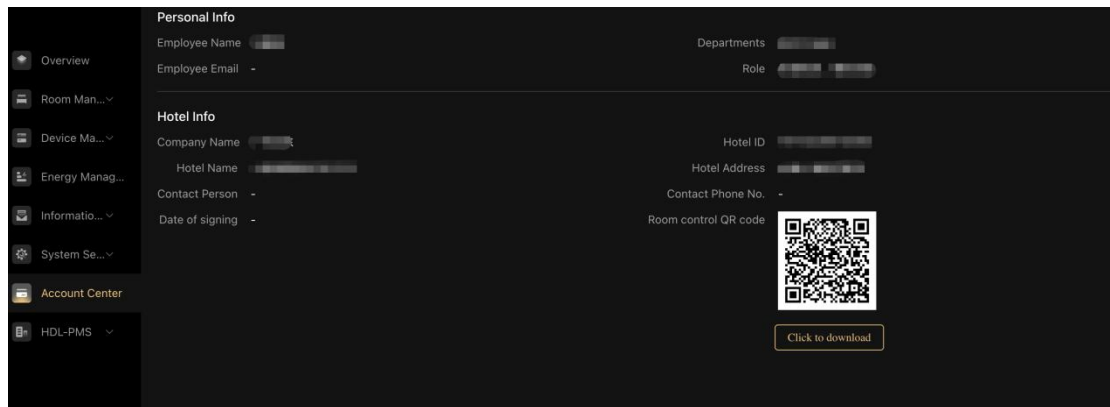 Personal Info
Employee Name
Departments
Employee Email -
Role
Hotel Info
Company Name
Hotel ID
Hotel Name
Hotel Address
Contact Person -
Contact Phone No. -
Date of signing -
Room control QR code
Click to download
Overview
Room Man...
Device Ma...
Energy Manag...
Informatio...
System Se...
Account Center
HDL-PMS